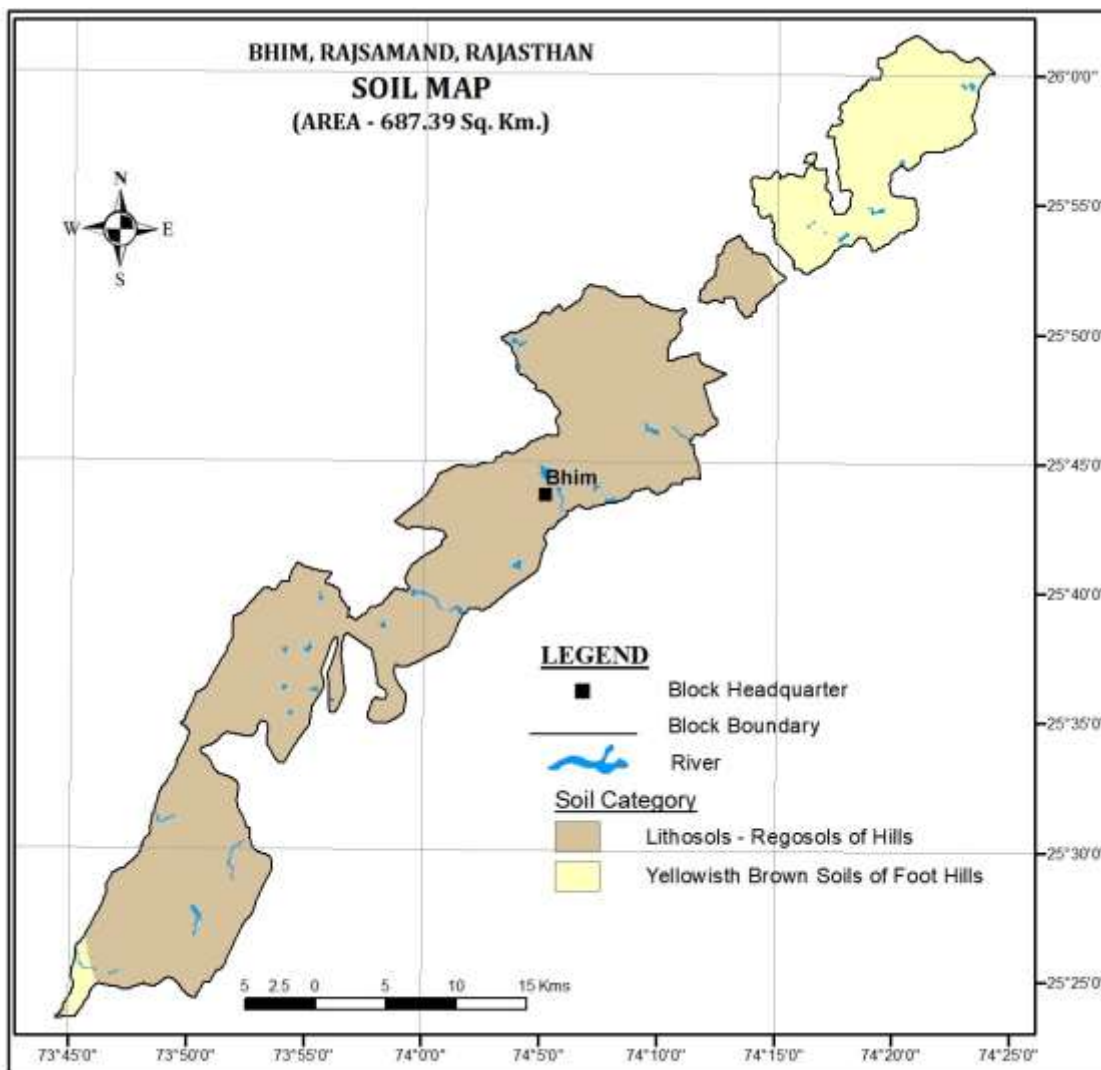 BHIM, RAJSAMAND, RAJASTHAN
SOIL MAP
(AREA - 687.39 Sq. Km.)
N
W E
S
26°0'0"
25°55'0"
25°50'0"
25°45'0"
25°40'0"
25°35'0"
25°30'0"
25°25'0"
Bhim
LEGEND
Block Headquarter
Block Boundary
River
Soil Category
Lithosols - Regosols of Hills
Yellowisth Brown Soils of Foot Hills
5 2.5 0 5 10 15 Kms
73°45'0" 73°50'0" 73°55'0" 74°0'0" 74°5'0" 74°10'0" 74°15'0" 74°20'0" 74°25'0"